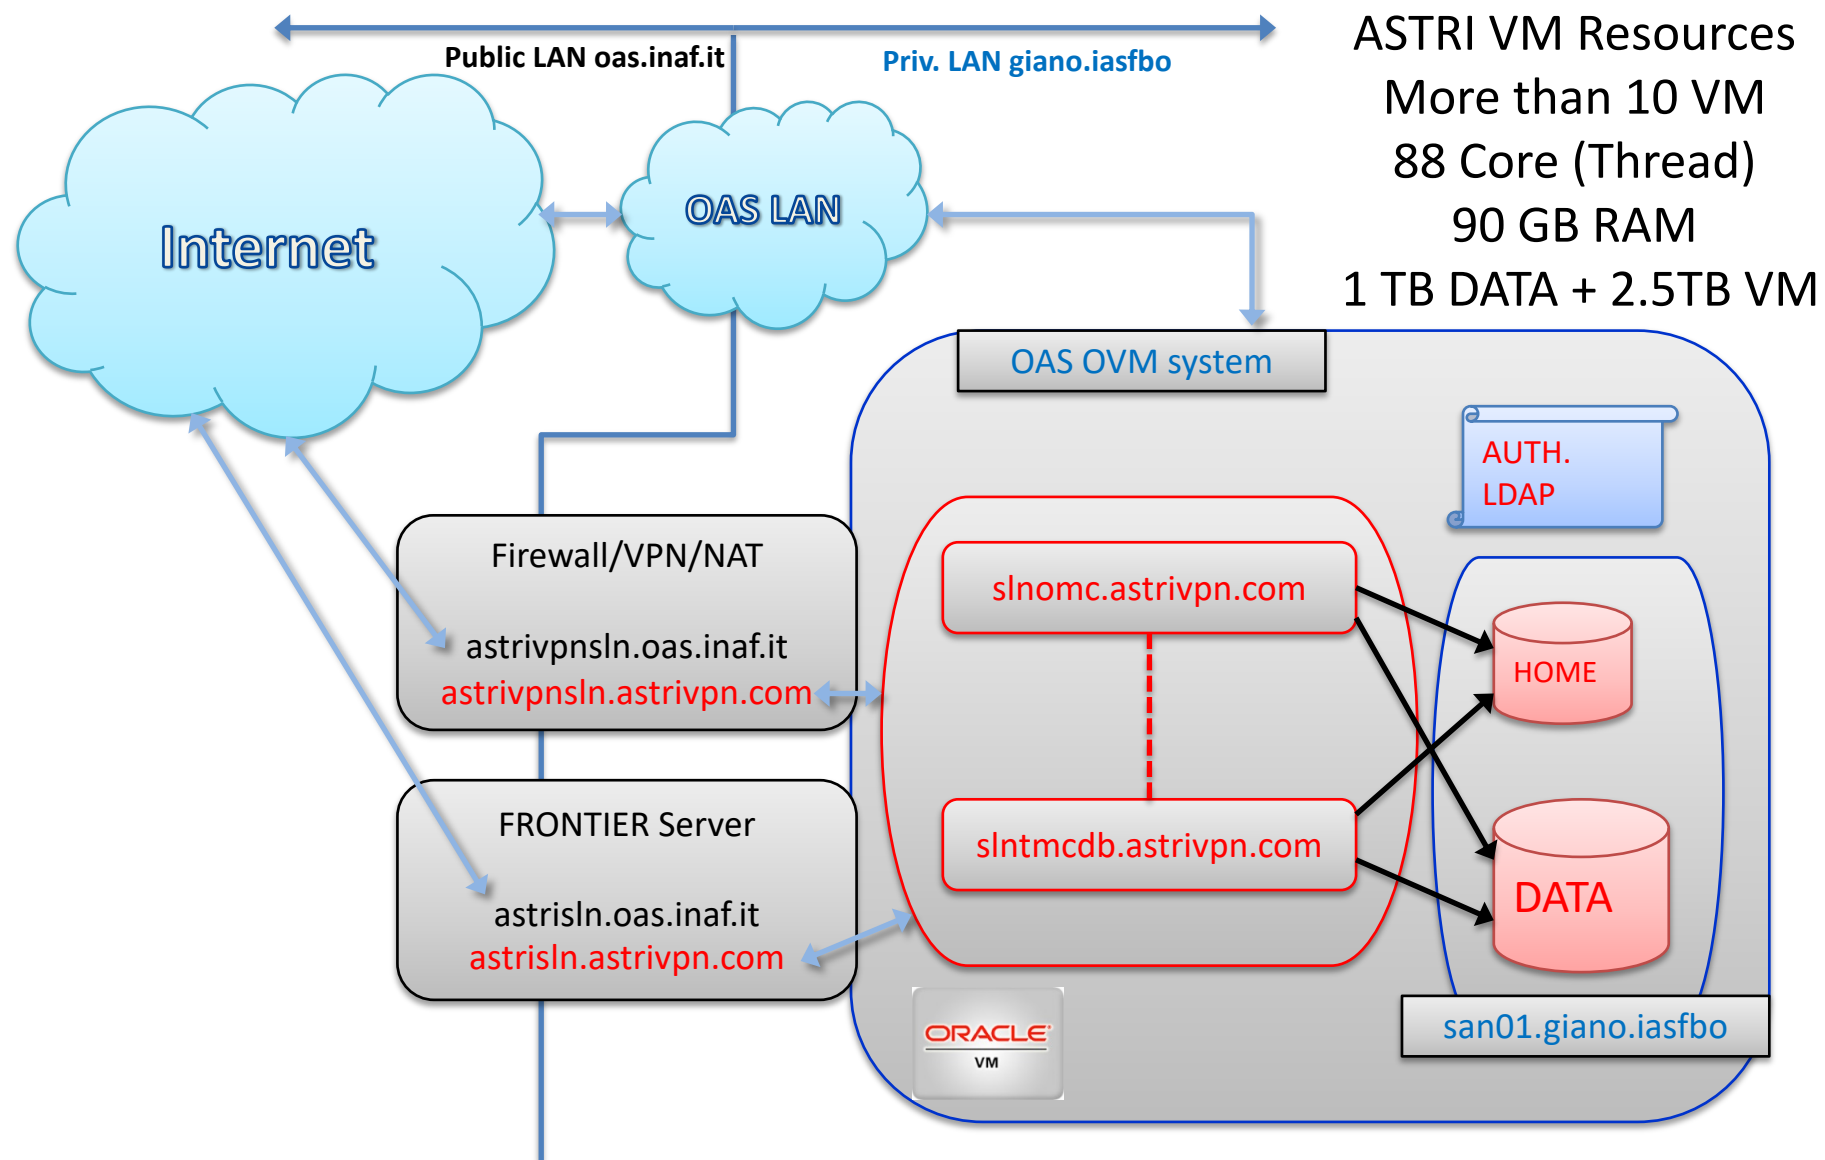 Public LAN oas.inaf.it
Priv. LAN giano.iasfbo
ASTRI VM Resources
More than 10 VM
88 Core (Thread)
90 GB RAM
1 TB DATA + 2.5TB VM
Internet
OAS LAN
OAS OVM system
AUTH.
LDAP
Firewall/VPN/NAT
astrivpnsln.oas.inaf.it
astrivpnsln.astrivpn.com
slnomc.astrivpn.com
HOME
FRONTIER Server
astrisln.oas.inaf.it
astrisln.astrivpn.com
slntmcdb.astrivpn.com
DATA
san01.giano.iasfbo
ORACLE
VM